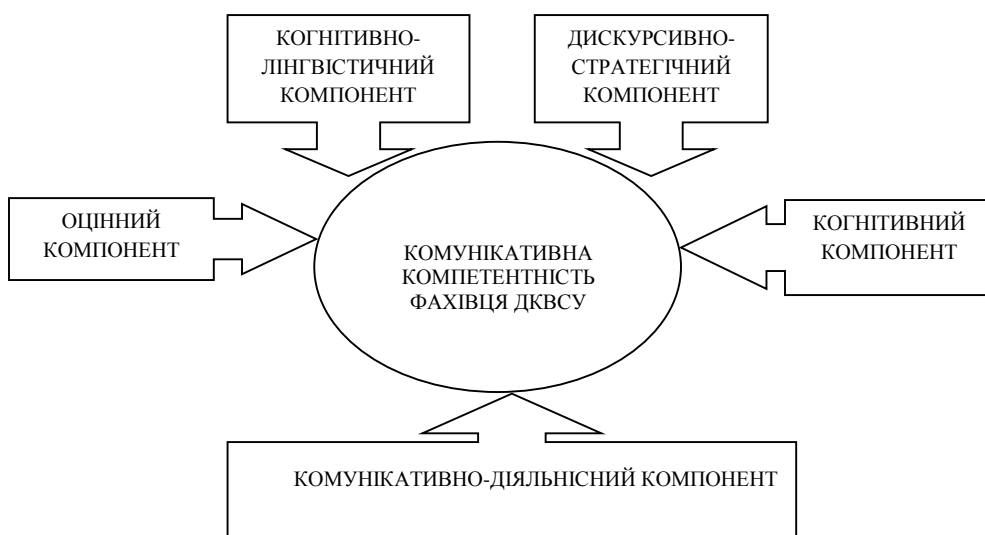 КОГНІТИВНО-
ЛІНГВІСТИЧНИЙ
КОМПОНЕНТ
ДИСКУРСИВНО-
СТРАТЕГІЧНИЙ
КОМПОНЕНТ
ОЦІННИЙ
КОМПОНЕНТ
КОМУНІКАТИВНА
КОМПЕТЕНТНІСТЬ
ФАХІВЦЯ ДКВСУ
КОГНІТИВНИЙ
КОМПОНЕНТ
КОМУНІКАТИВНО-ДІЯЛЬНІСНИЙ КОМПОНЕНТ